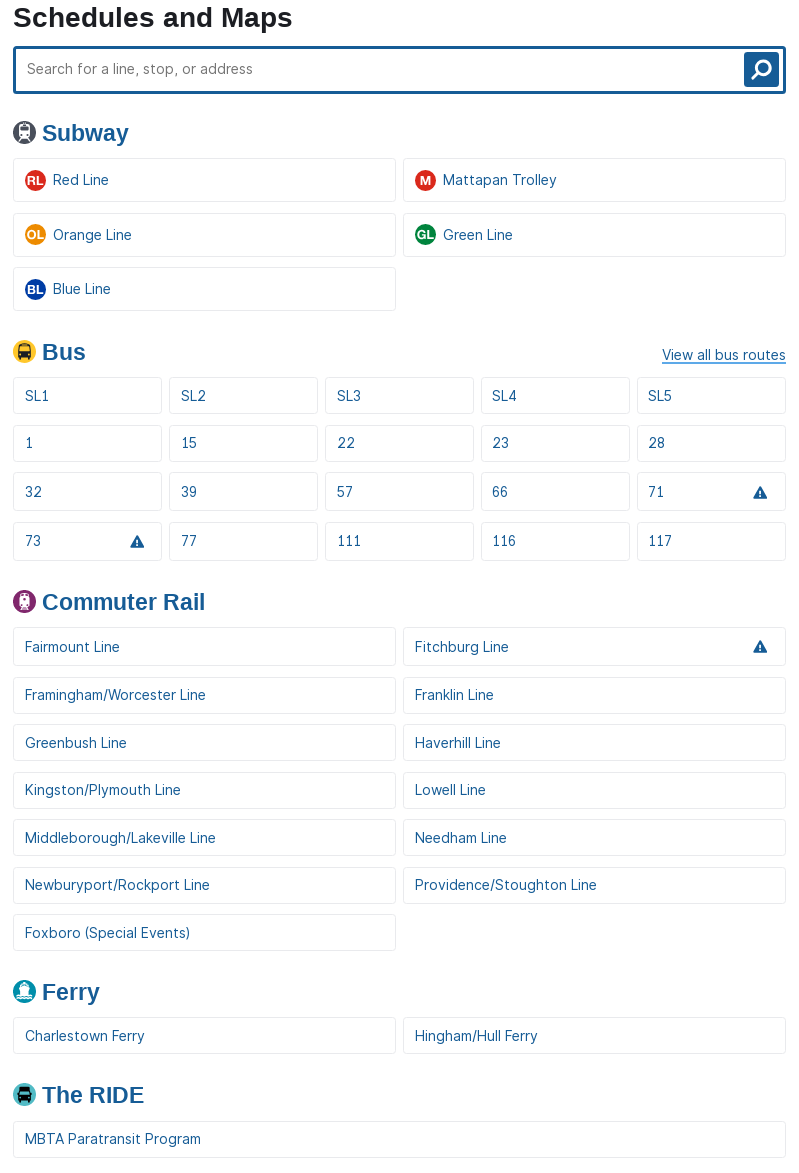 Schedules and Maps
Search for a line, stop, or address
Subway
RL Red Line
M Mattapan Trolley
OL Orange Line
GL Green Line
BL Blue Line
Bus
View all bus routes
SL1
SL2
SL3
SL4
SL5
1
15
22
23
28
32
39
57
66
71
73
77
111
116
117
Commuter Rail
Fairmount Line
Fitchburg Line
Framingham/Worcester Line
Franklin Line
Greenbush Line
Haverhill Line
Kingston/Plymouth Line
Lowell Line
Middleborough/Lakeville Line
Needham Line
Newburyport/Rockport Line
Providence/Stoughton Line
Foxboro (Special Events)
Ferry
Charlestown Ferry
Hingham/Hull Ferry
The RIDE
MBTA Paratransit Program